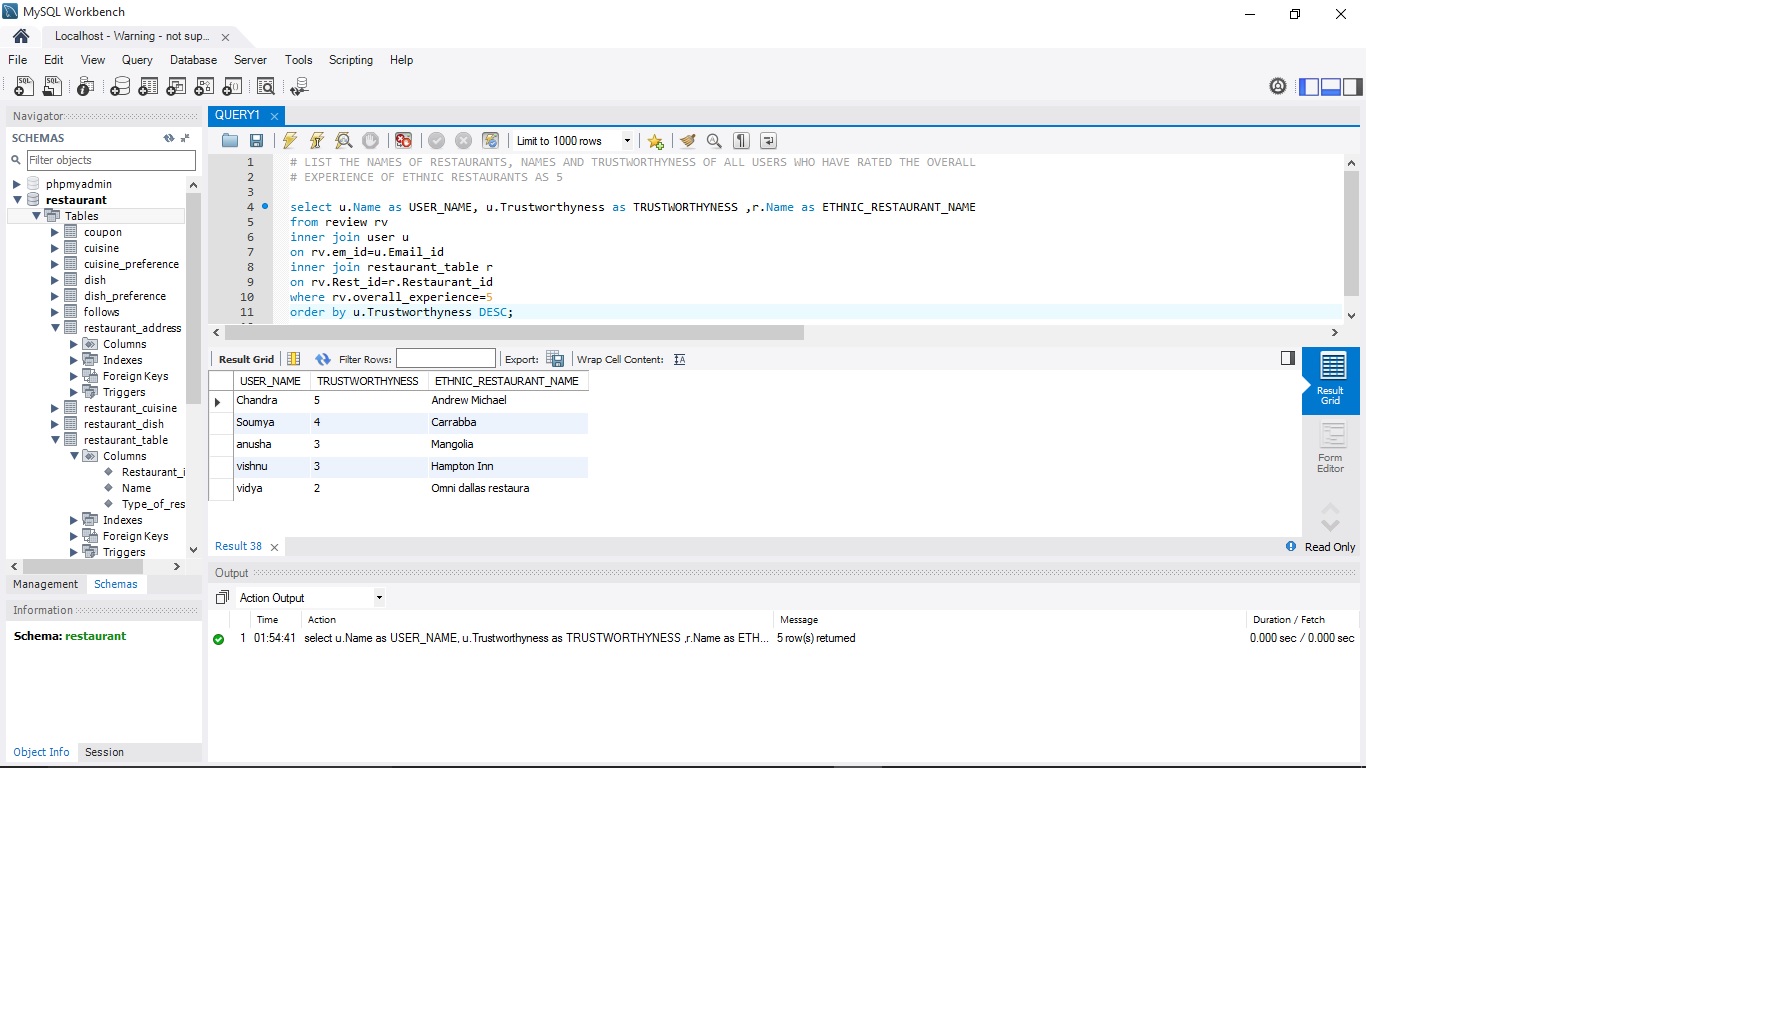 MySQL Workbench
Localhost - Warning - not sup...
File Edit View Query Database Server Tools Scripting Help
Navigator
SCHEMAS
Filter objects
phpmyadmin
restaurant
Tables
coupon
cuisine
cuisine_preference
dish
dish_preference
follows
restaurant_address
Columns
Indexes
Foreign Keys
Triggers
restaurant_cuisine
restaurant_dish
restaurant_table
Columns
Restaurant_i
Name
Type_of_res
Indexes
Foreign Keys
Triggers
Management Schemas
Information
Schema: restaurant
Object Info Session
QUERY1
Limit to 1000 rows
1 # LIST THE NAMES OF RESTAURANTS, NAMES AND TRUSTWORTHYNESS OF ALL USERS WHO HAVE RATED THE OVERALL
2 # EXPERIENCE OF ETHNIC RESTAURANTS AS 5
3
4 select u.Name as USER_NAME, u.Trustworthyness as TRUSTWORTHYNESS ,r.Name as ETHNIC_RESTAURANT_NAME
5 from review rv
6 inner join user u
7 on rv.em_id=u.Email_id
8 inner join restaurant_table r
9 on rv.Rest_id=r.Restaurant_id
10 where rv.overall_experience=5
11 order by u.Trustworthyness DESC;
Result Grid Filter Rows: Export: Wrap Cell Content:
USER_NAME TRUSTWORTHYNESS ETHNIC_RESTAURANT_NAME
Chandra 5 Andrew Michael
Soumya 4 Carrabba
anusha 3 Mangolia
vishnu 3 Hampton Inn
vidya 2 Omni dallas restaura
Result
Grid
Form
Editor
Result 38
Read Only
Output
Action Output
Time Action Message Duration / Fetch
1 01:54:41 select u.Name as USER_NAME, u.Trustworthyness as TRUSTWORTHYNESS ,r.Name as ETH... 5 row(s) returned 0.000 sec / 0.000 sec